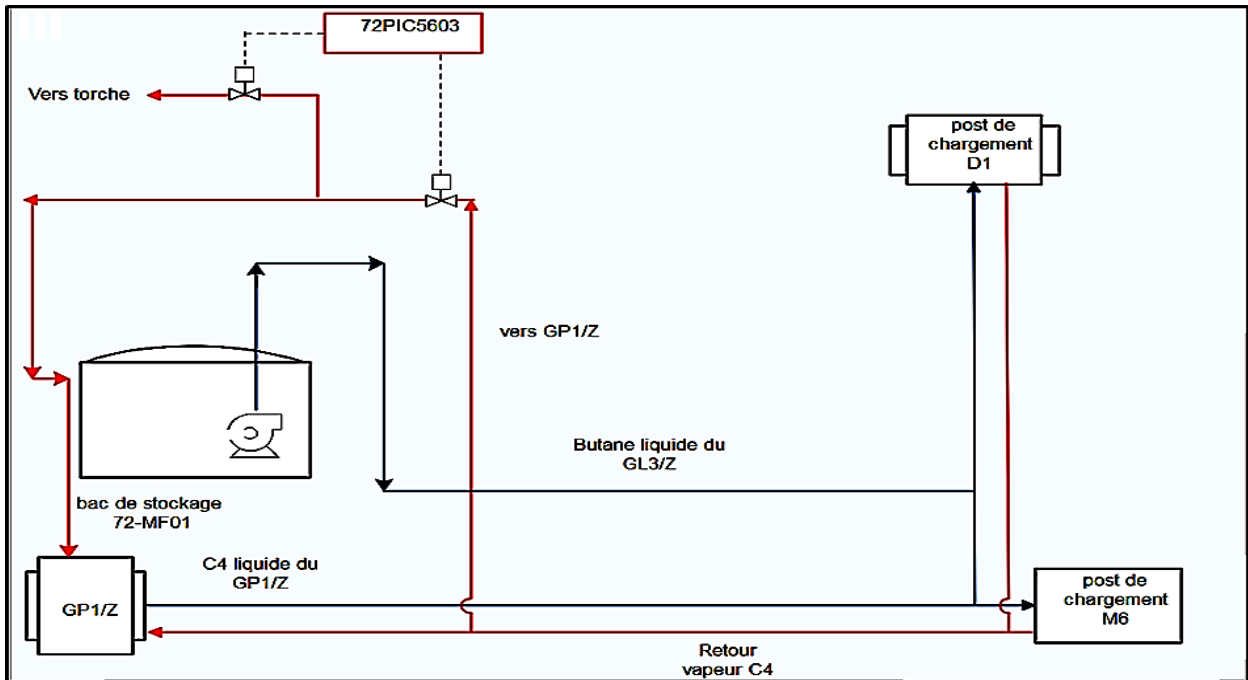 72PIC5603
Vers torche
post de
chargement
D1
vers GP1/Z
Butane liquide du
GL3/Z
bac de stockage
72-MF01
C4 liquide du
GP1/Z
GP1/Z
post de
chargement
M6
Retour
vapeur C4